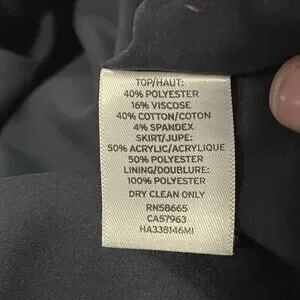 TOP/HAUT:
40% POLYESTER
16% VISCOSE
40% COTTON/COTON
4% SPANDEX
SKIRT/JUPE:
50% ACRYLIC/ACRYLIQUE
50% POLYESTER
LINING/DOUBLURE:
100% POLYESTER
DRY CLEAN ONLY
RN58665
CA57963
HA338146MI